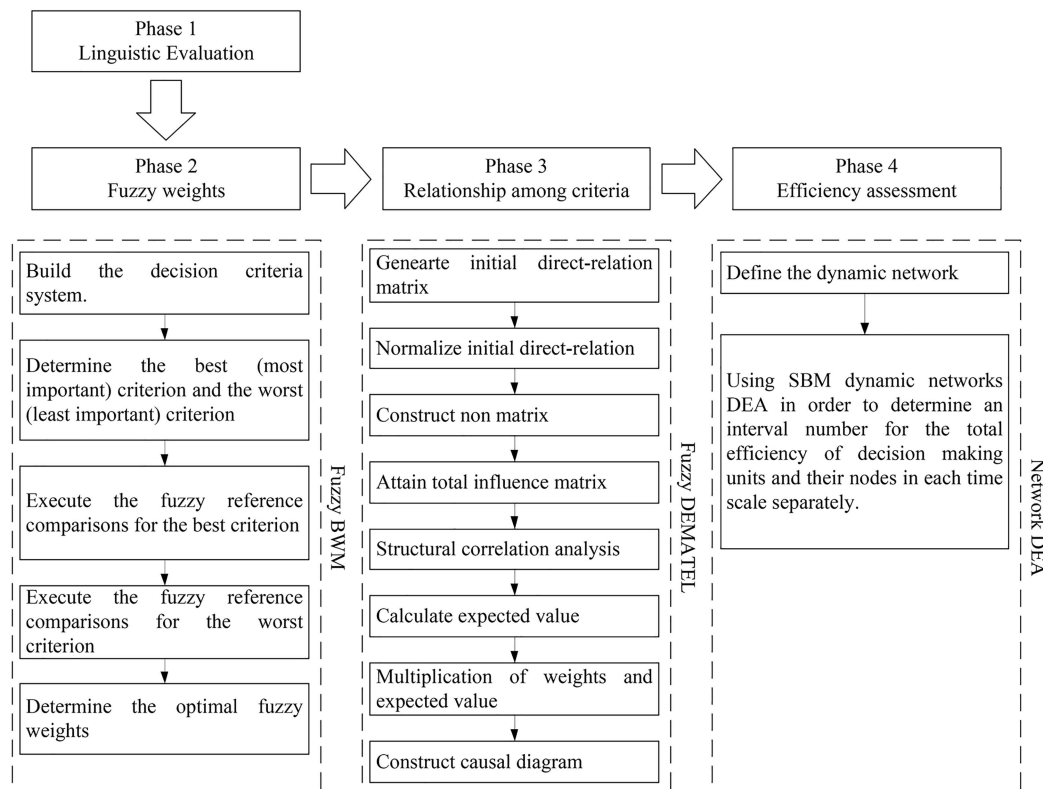 Phase 1
Linguistic Evaluation
Phase 2
Fuzzy weights
Phase 3
Relationship among criteria
Phase 4
Efficiency assessment
Build the decision criteria
system.
Determine the best (most
important) criterion and the worst
(least important) criterion
Execute the fuzzy reference
comparisons for the best criterion
Execute the fuzzy reference
comparisons for the worst
criterion
Determine the optimal fuzzy
weights
Fuzzy BWM
Genearte initial direct-relation
matrix
Normalize initial direct-relation
Construct non matrix
Attain total influence matrix
Structural correlation analysis
Calculate expected value
Multiplication of weights and
expected value
Construct causal diagram
Fuzzy DEMATEL
Define the dynamic network
Using SBM dynamic networks
DEA in order to determine an
interval number for the total
efficiency of decision making
units and their nodes in each time
scale separately.
Network DEA